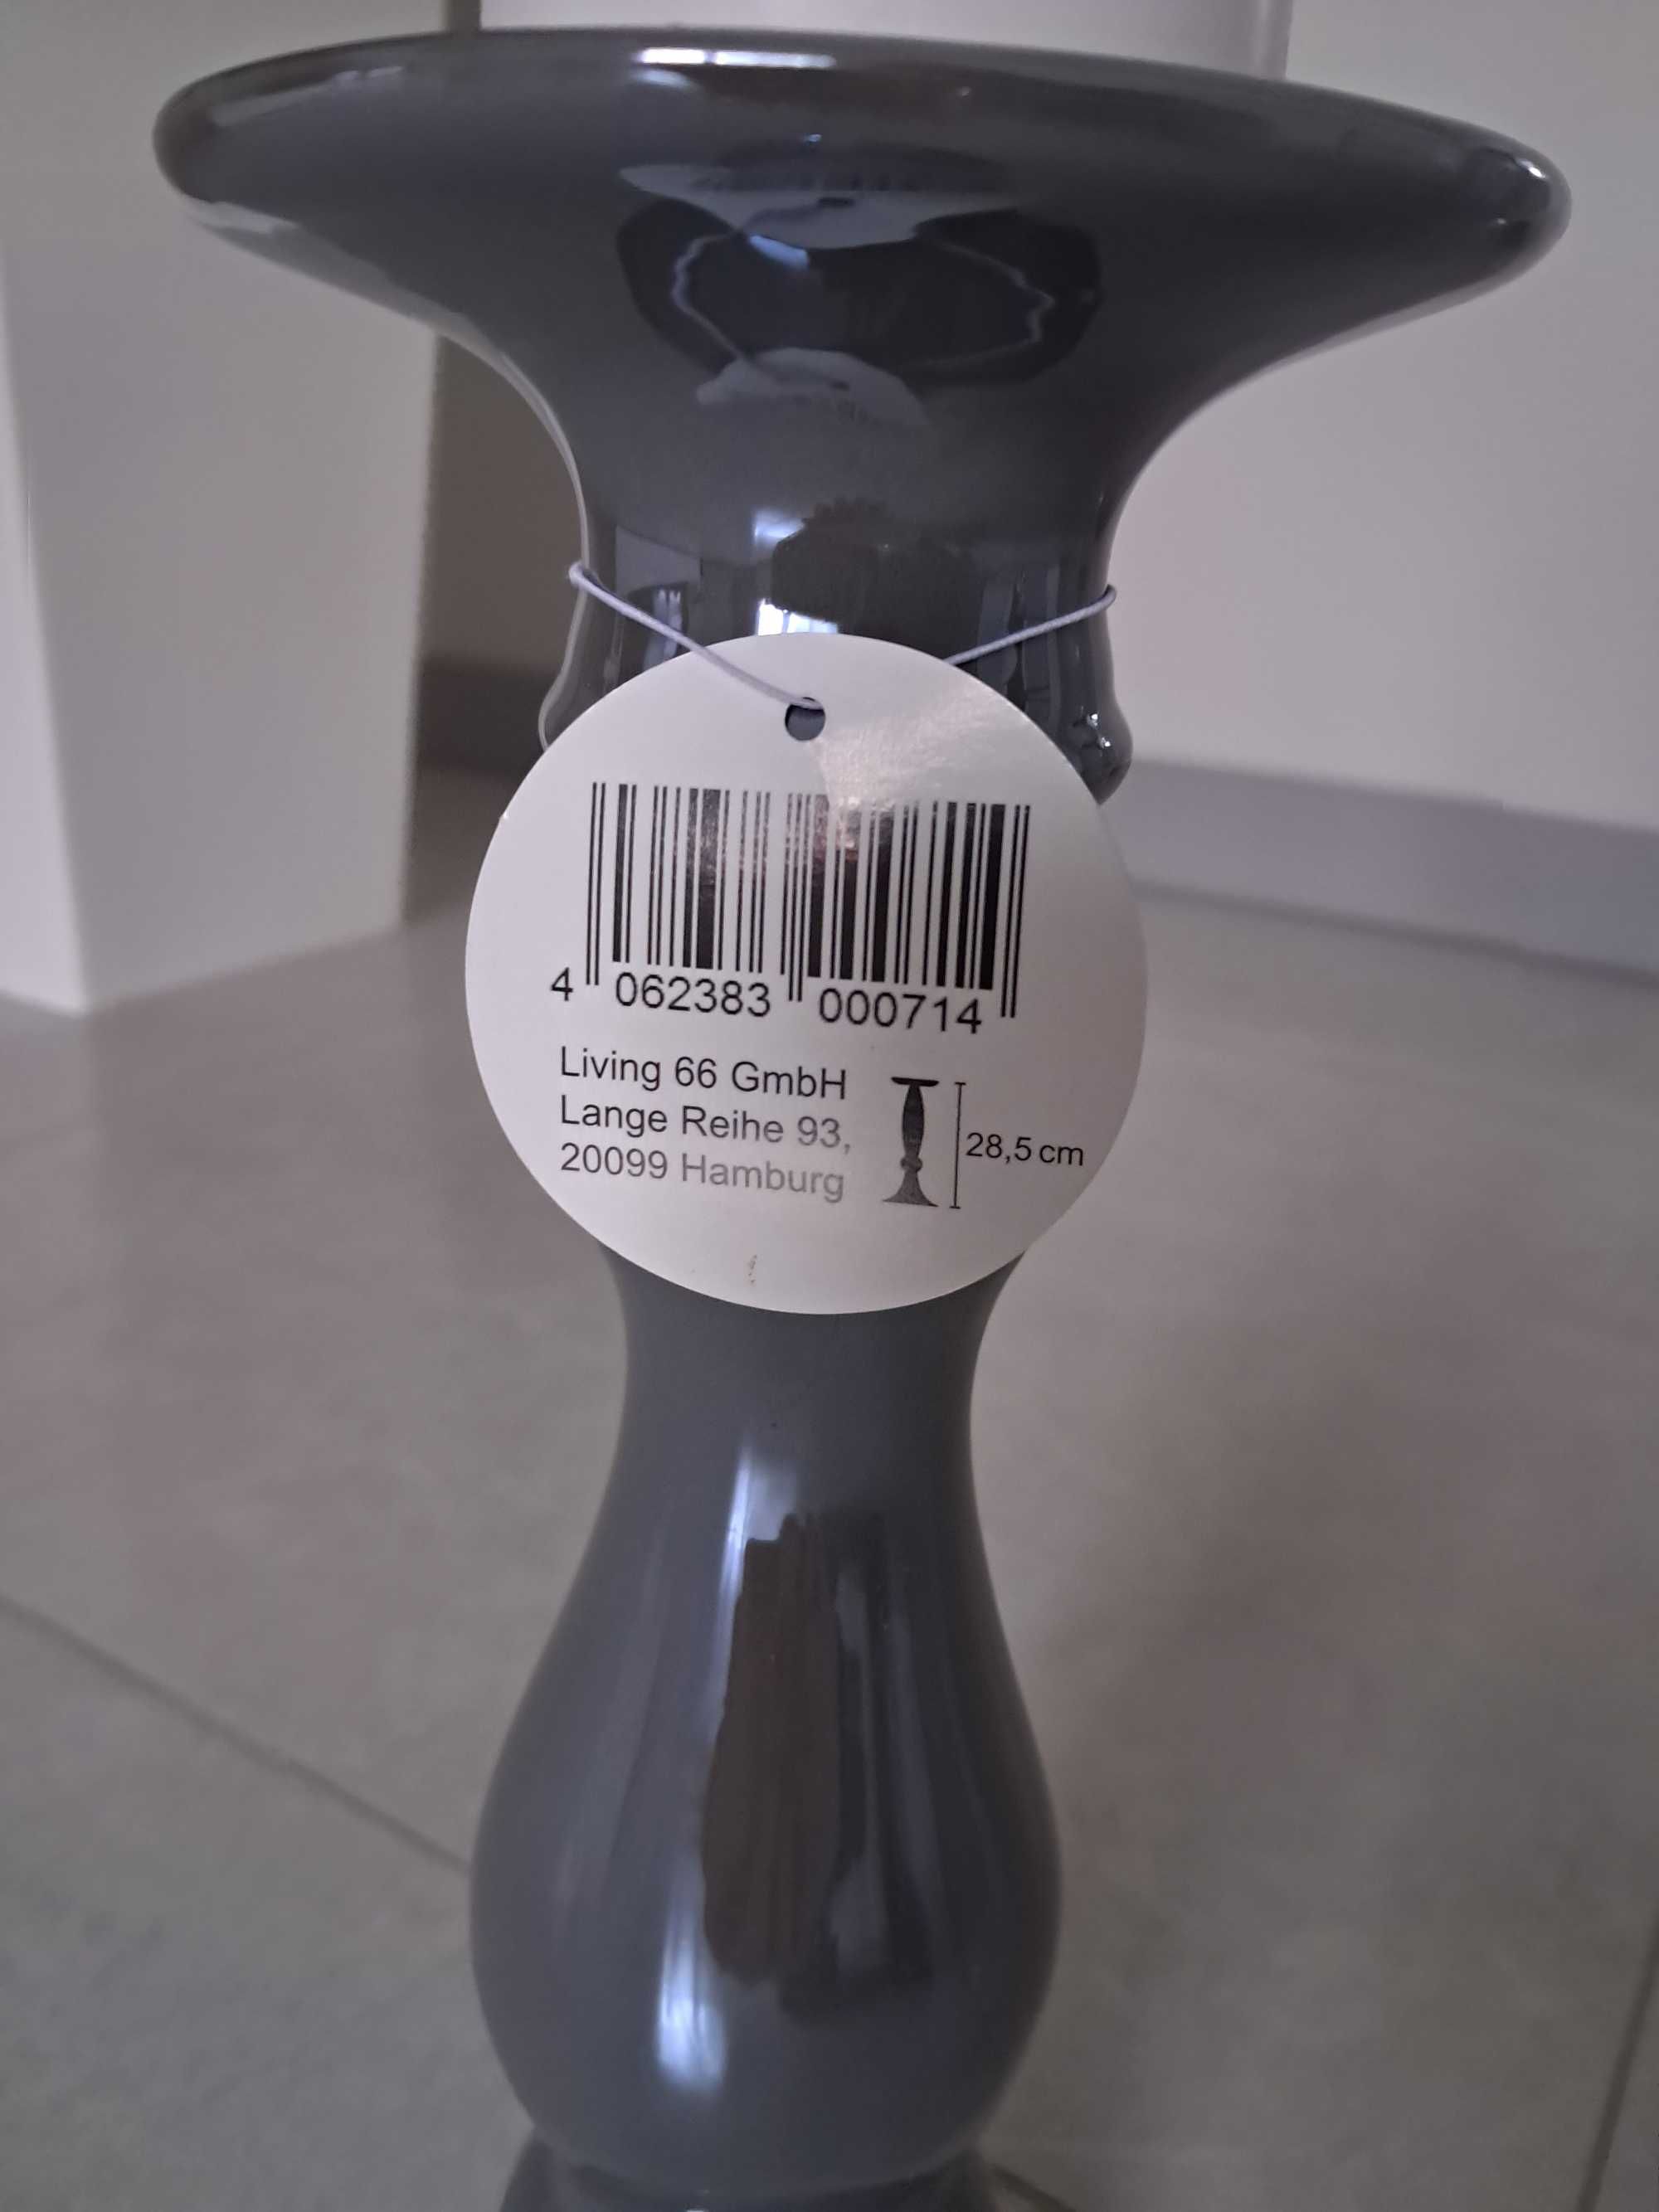 4 062383 000714
Living 66 GmbH
Lange Reihe 93,
20099 Hamburg
28,5 cm